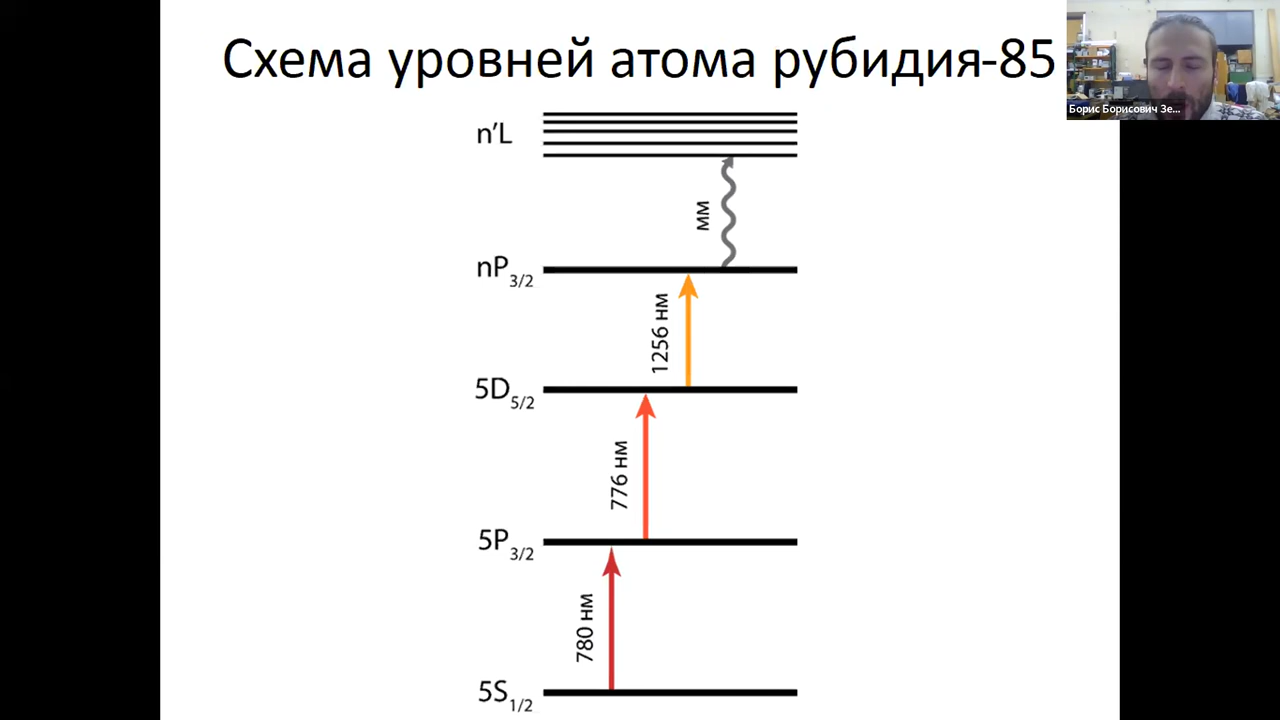 Схема уровней атома рубидия-85
Борис Борисович Зе...
n'L
мм
nP3/2
1256 нм
5D5/2
776 нм
5P3/2
780 нм
5S1/2